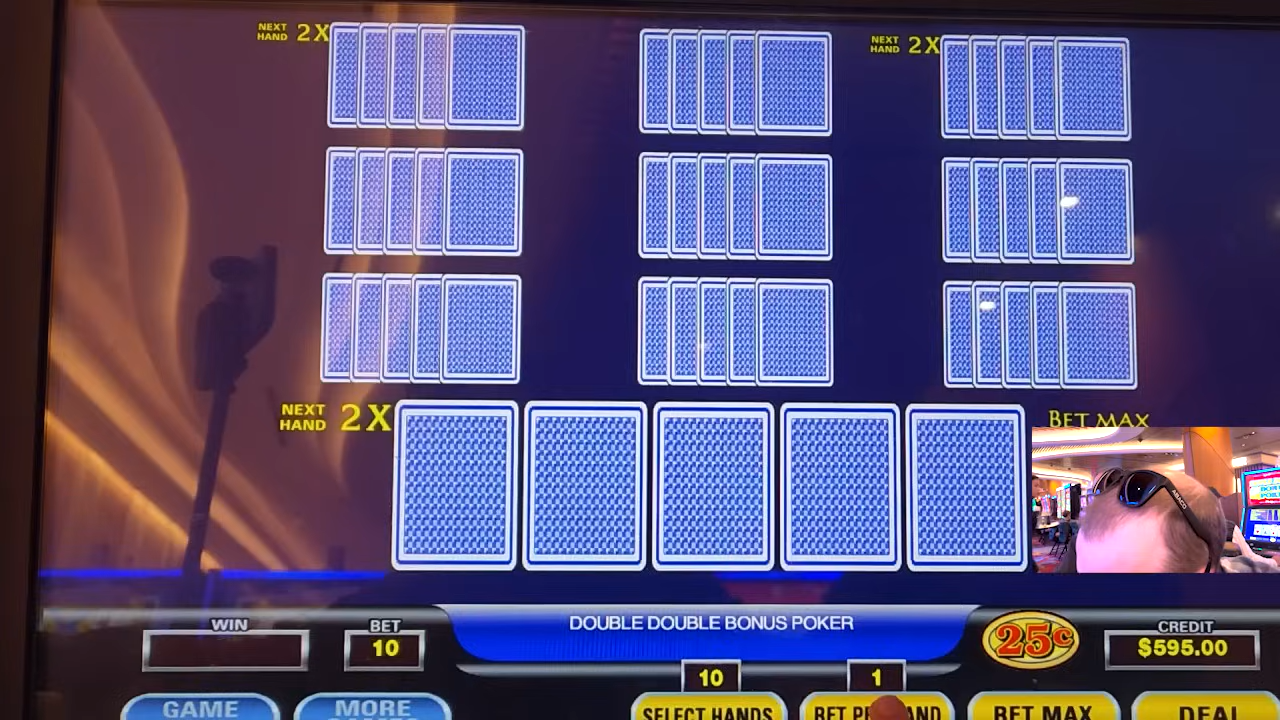 NEXT HAND 2X
NEXT HAND 2X
NEXT HAND 2X
BET MAX
WIN
BET
10
DOUBLE DOUBLE BONUS POKER
25¢
CREDIT
$595.00
10
1
GAME
MORE
SELECT HANDS
BET MAX
DEAL